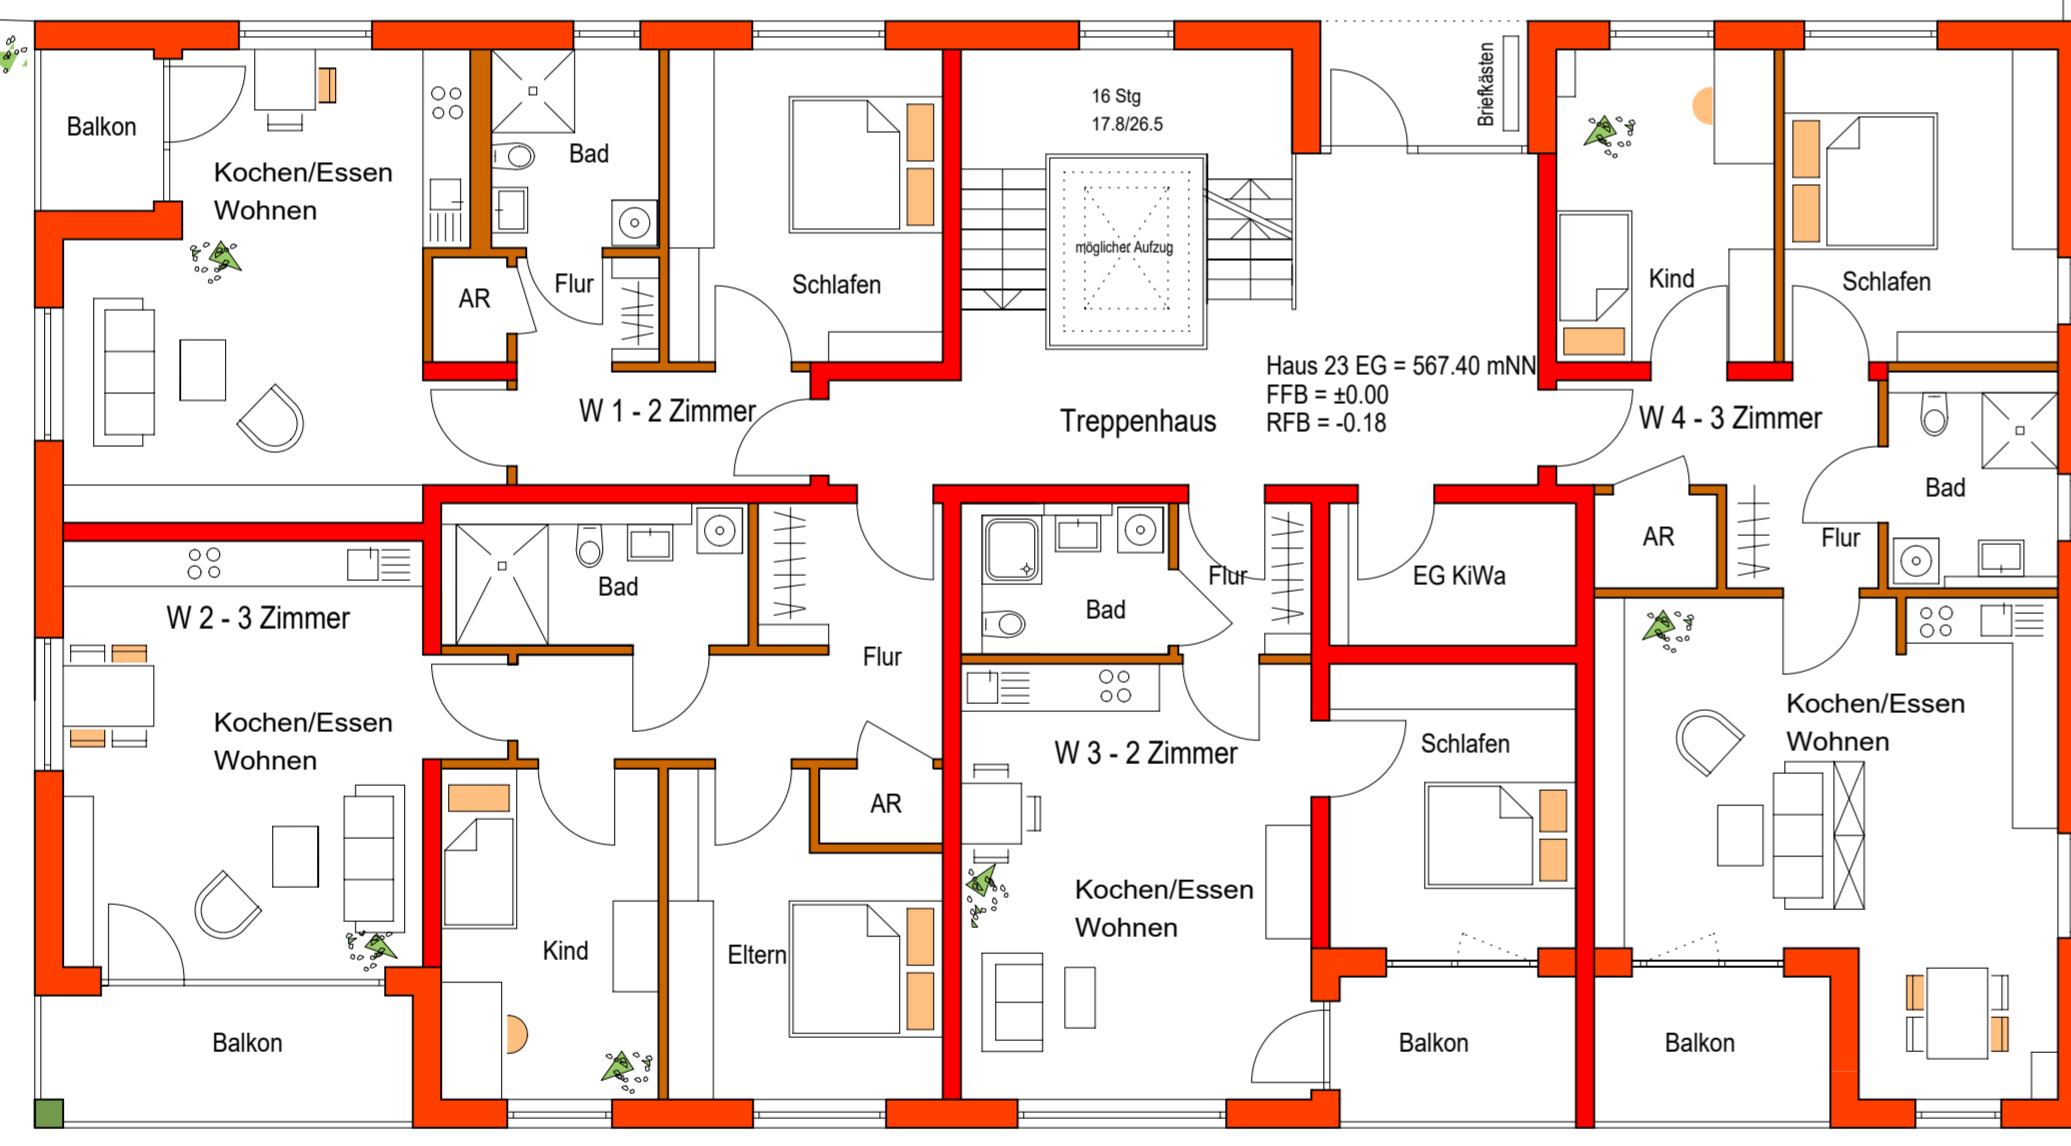 Balkon
Kochen/Essen
Wohnen
Bad
AR
Flur
Schlafen
W 1 - 2 Zimmer
16 Stg
17.8/26.5
möglicher Aufzug
Briefkästen
Haus 23 EG = 567.40 mNN
FFB = ±0.00
RFB = -0.18
Treppenhaus
Kind
Schlafen
W 4 - 3 Zimmer
Bad
AR
Flur
Kochen/Essen
Wohnen
Balkon
W 2 - 3 Zimmer
Bad
Flur
Kochen/Essen
Wohnen
AR
Kind
Eltern
Balkon
Bad
Flur
EG KiWa
W 3 - 2 Zimmer
Schlafen
Kochen/Essen
Wohnen
Balkon